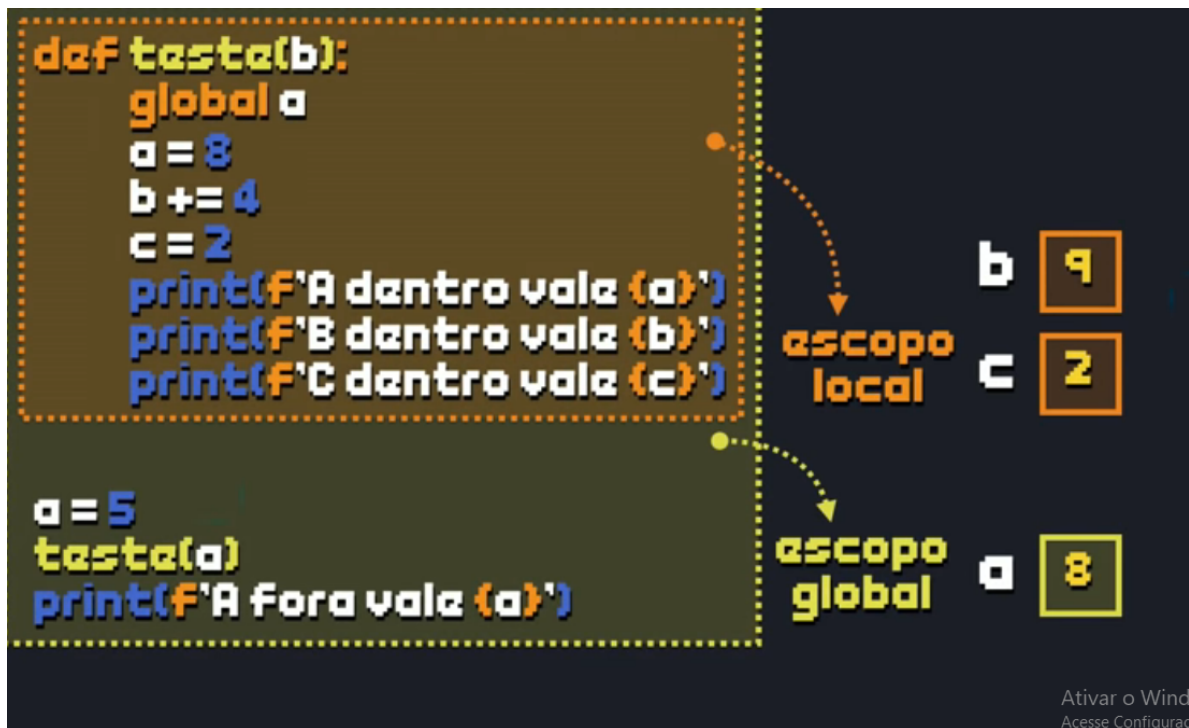 def teste(b):
global a
a = 8
b += 4
c = 2
print(f'A dentro vale {a}')
print(f'B dentro vale {b}')
print(f'C dentro vale {c}')
a = 5
teste(a)
print(f'A fora vale {a}')
escopo
local
b 9
c 2
escopo
global
a 8
Ativar o Wind
Acesse Configuraç